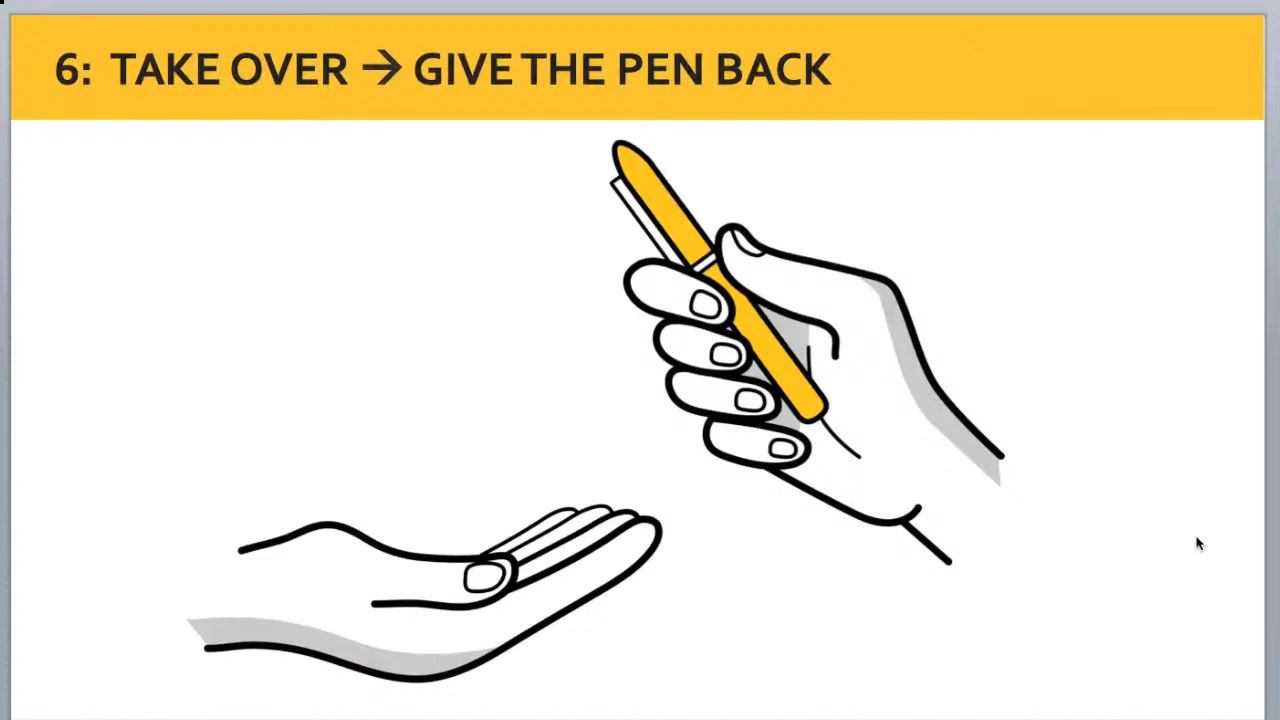 6: TAKE OVER → GIVE THE PEN BACK